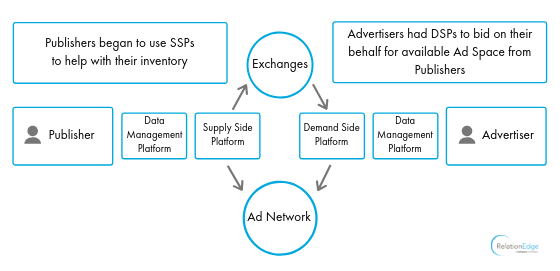 Publishers began to use SSPs
to help with their inventory
Exchanges
Advertisers had DSPs to bid on their
behalf for available Ad Space from
Publishers
Publisher
Data
Management
Platform
Supply Side
Platform
Demand Side
Platform
Data
Management
Platform
Advertiser
Ad Network
RelationEdge